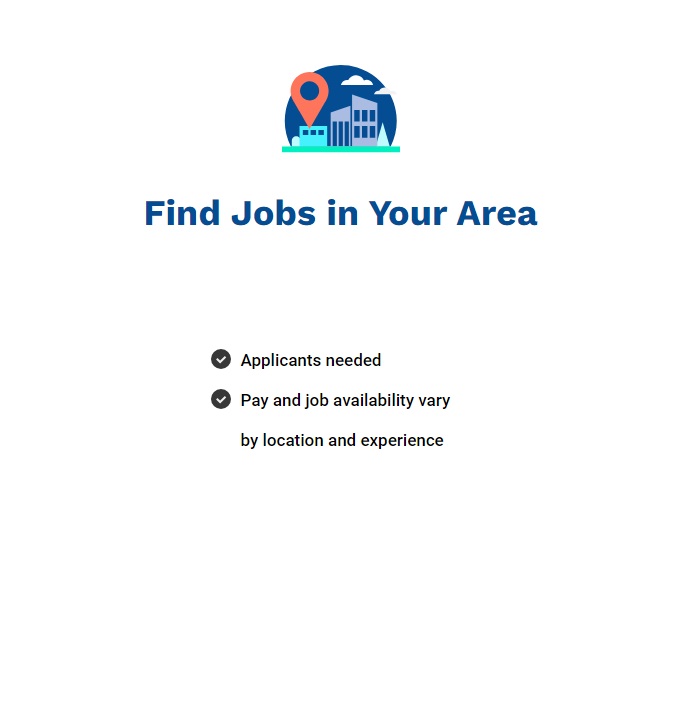 Find Jobs in Your Area
Applicants needed
Pay and job availability vary
by location and experience